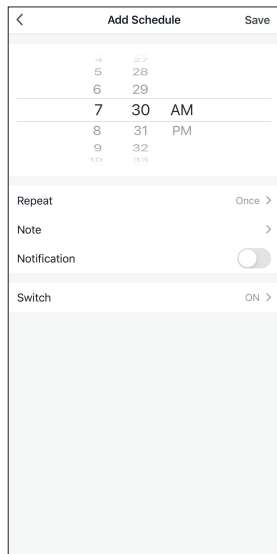 Add Schedule Save
4 27
5 28
6 29
7 30 AM
8 31 PM
9 32
10 33
Repeat Once
Note
Notification
Switch ON